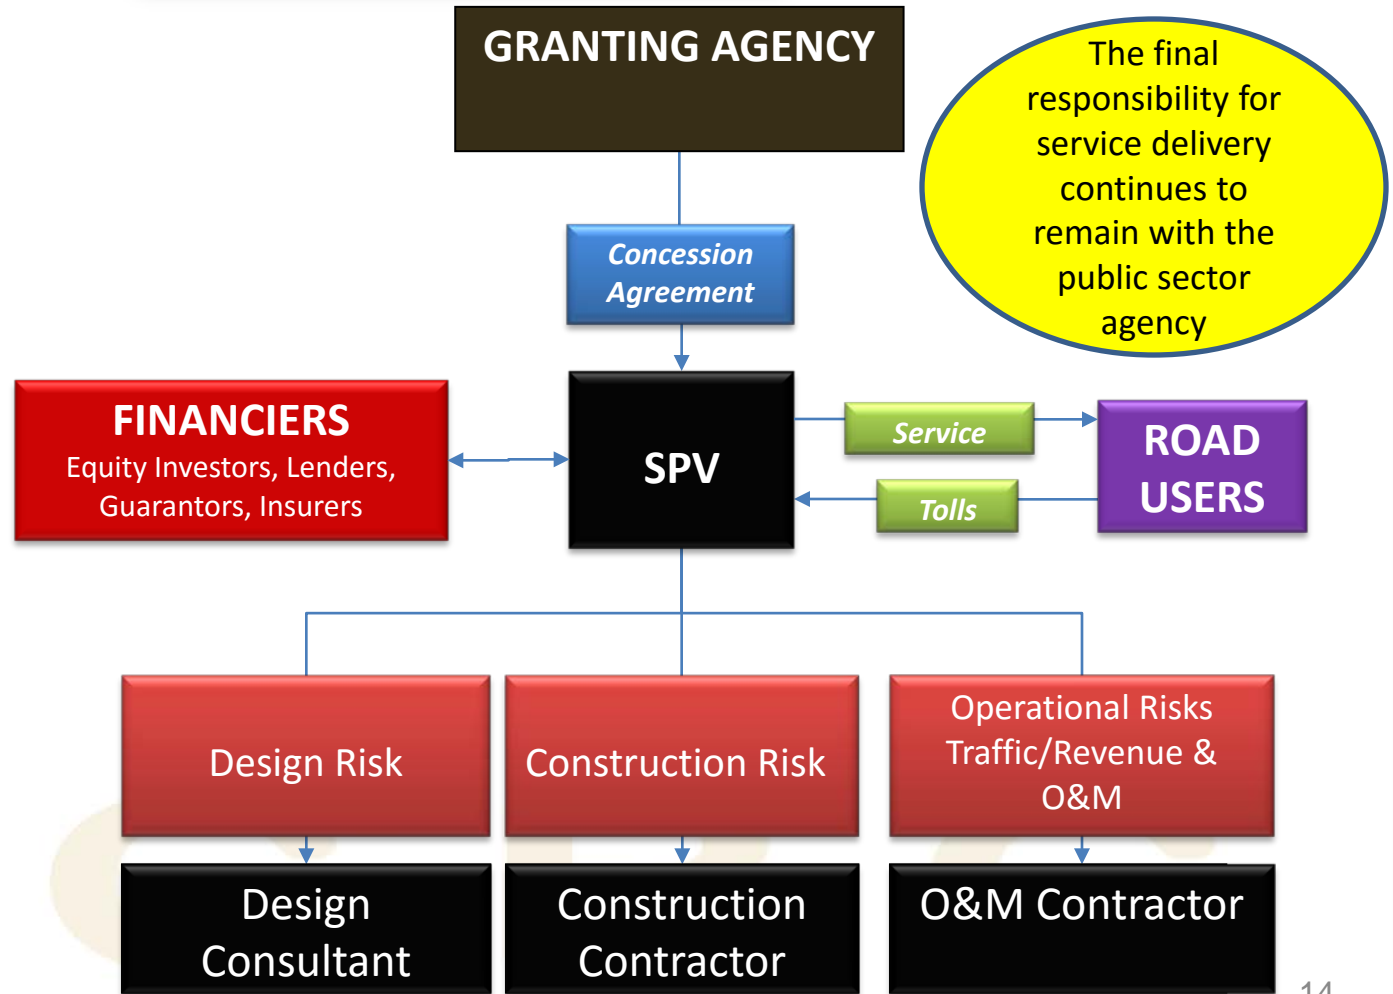 GRANTING AGENCY
The final
responsibility for
service delivery
continues to
remain with the
public sector
agency
Concession
Agreement
FINANCIERS
Equity Investors, Lenders,
Guarantors, Insurers
SPV
Service
Tolls
ROAD
USERS
Design Risk
Construction Risk
Operational Risks
Traffic/Revenue &
O&M
Design
Consultant
Construction
Contractor
O&M Contractor
14